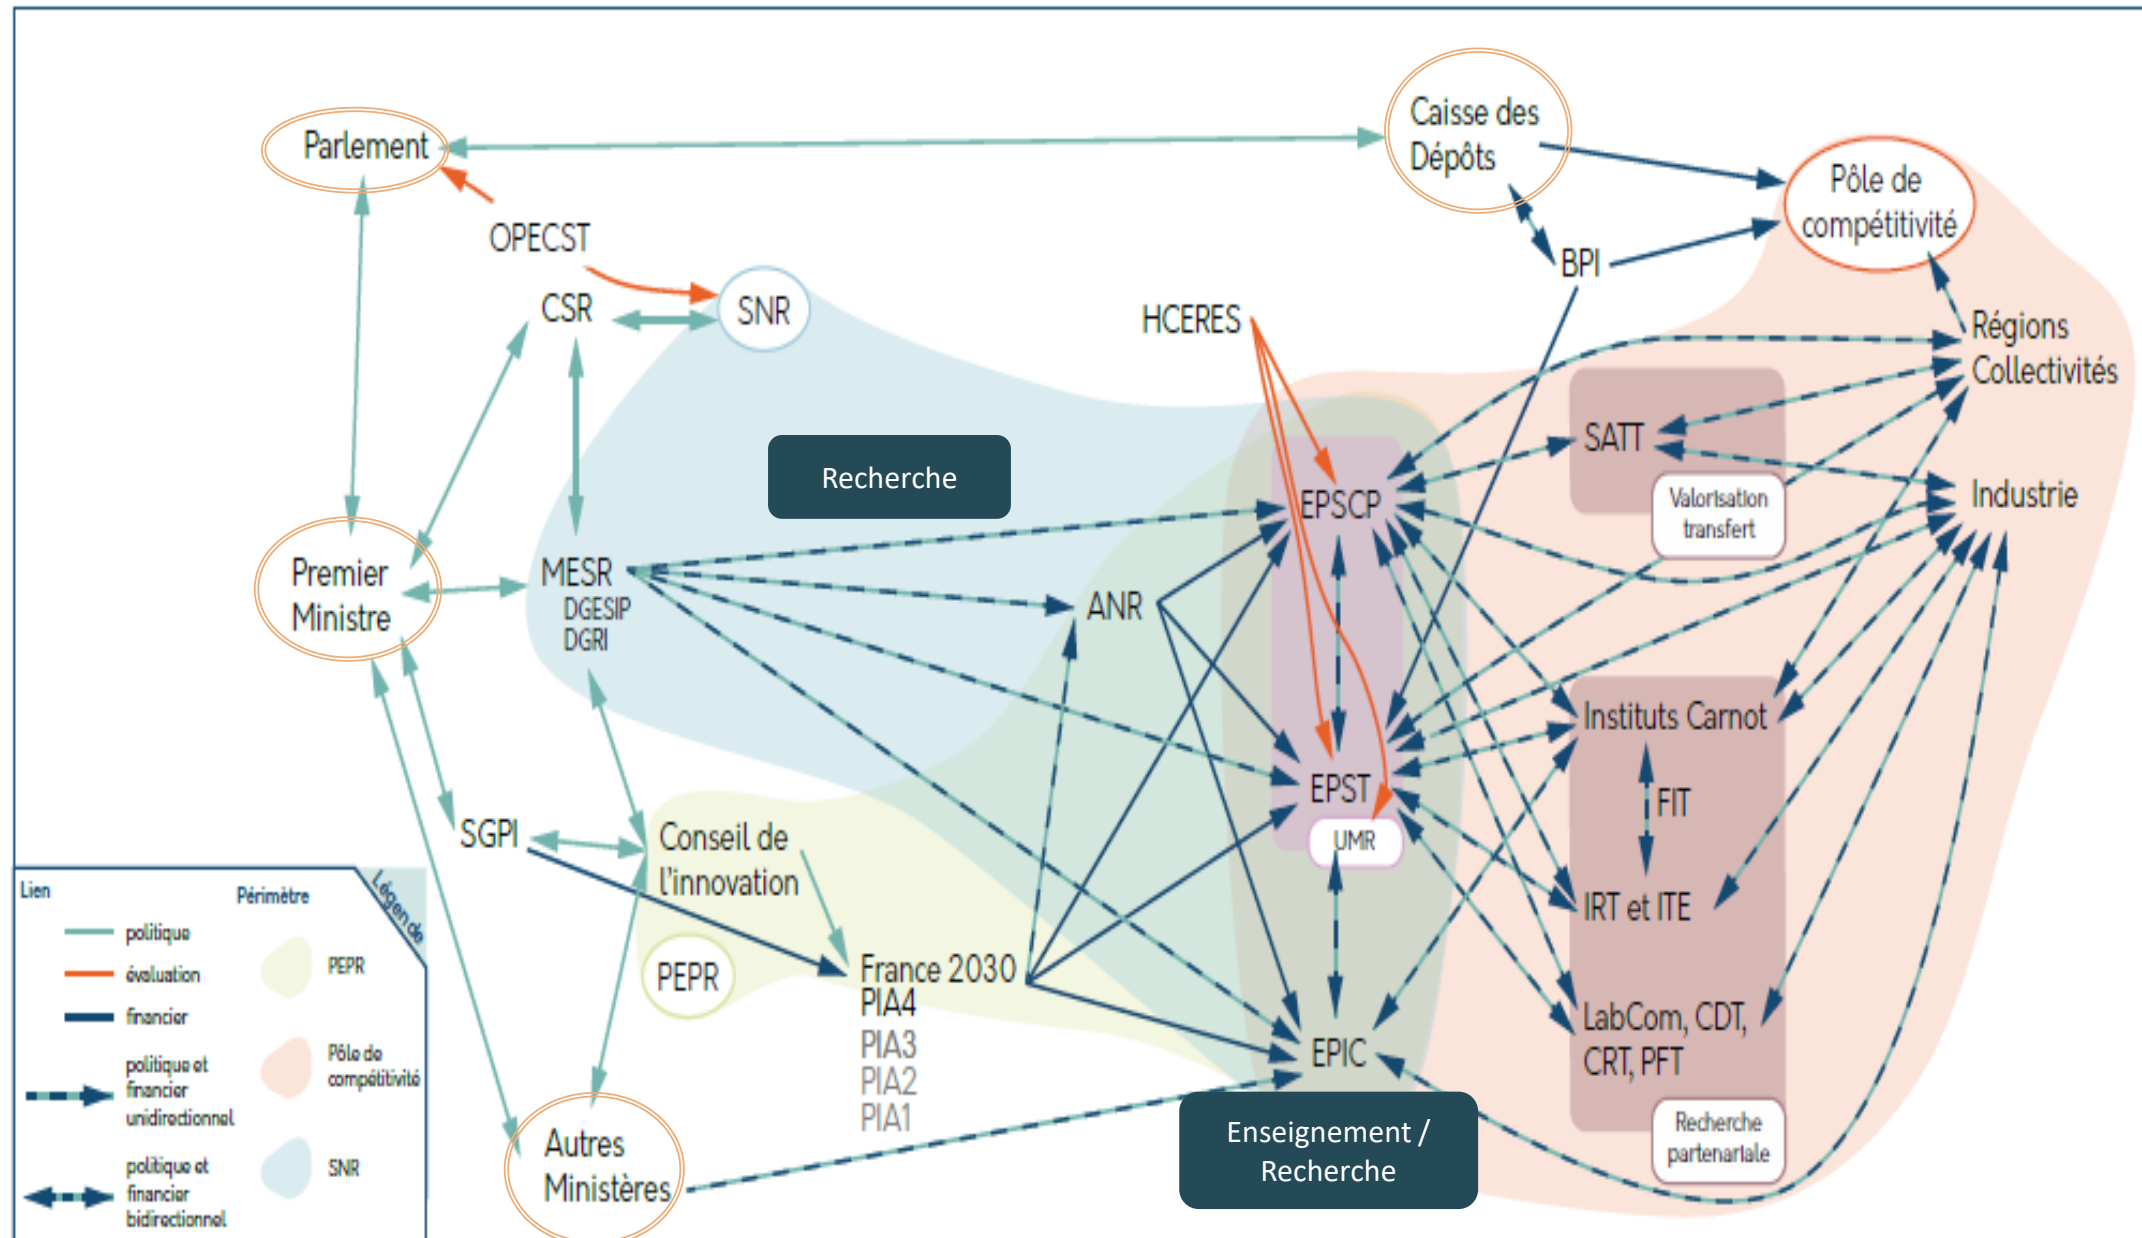 Parlement
Caisse des
Dépôts
Pôle de
compétitivité
OPECST
BPI
CSR
SNR
HCERES
Régions
Collectivités
SATT
Recherche
Valorisation
transfert
Industrie
EPSCP
Premier
Ministre
MESR
DGESIP
DGRI
ANR
Instituts Carnot
EPST
FIT
UMR
SGPI
Conseil de
l'innovation
IRT et ITE
PEPR
France 2030
PIA4
PIA3
PIA2
PIA1
LabCom, CDT,
CRT, PFT
EPIC
Recherche
partenariale
Enseignement /
Recherche
Autres
Ministères
Légende
Lien
Périmètre
politique
évaluation
financier
politique et
financier
unidirectionnel
politique et
financier
bidirectionnel
PEPR
Pôle de
compétitivité
SNR